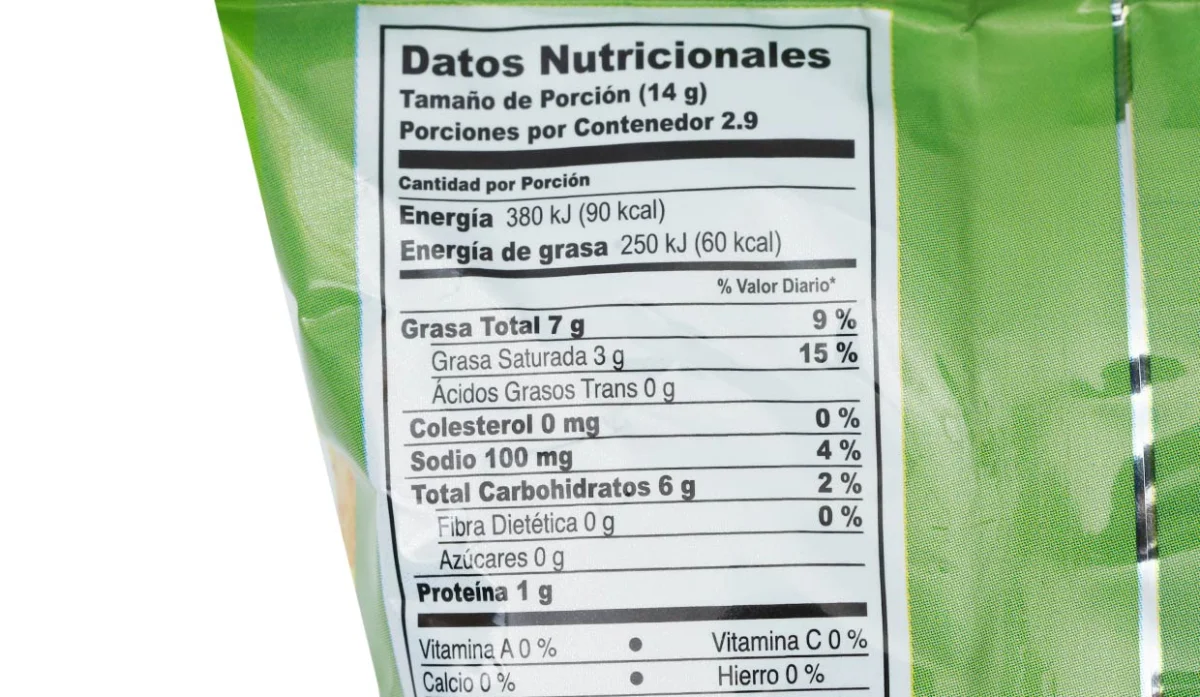 Datos Nutricionales
Tamaño de Porción (14 g)
Porciones por Contenedor 2.9
Cantidad por Porción
Energía 380 kJ (90 kcal)
Energía de grasa 250 kJ (60 kcal)
% Valor Diario*
Grasa Total 7 g 9 %
Grasa Saturada 3 g 15 %
Ácidos Grasos Trans 0 g
Colesterol 0 mg 0 %
Sodio 100 mg 4 %
Total Carbohidratos 6 g 2 %
Fibra Dietética 0 g 0 %
Azúcares 0 g
Proteína 1 g
Vitamina A 0 % • Vitamina C 0 %
Calcio 0 % • Hierro 0 %